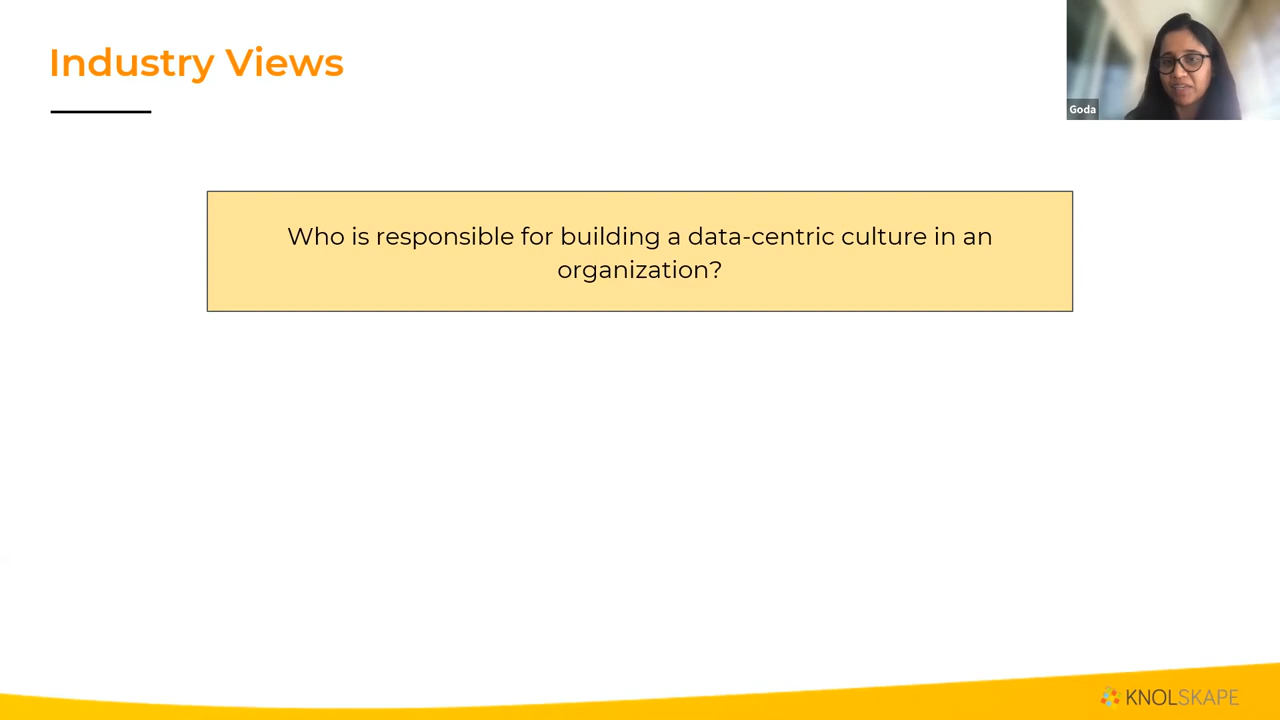 Industry Views
Goda
Who is responsible for building a data-centric culture in an
organization?
KNOLSKAPE